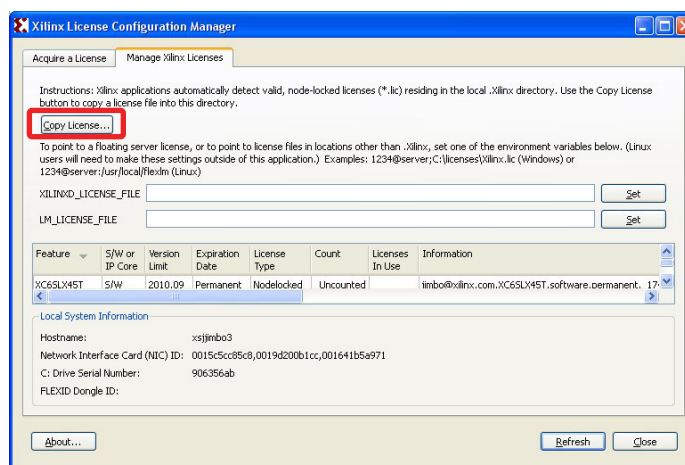 Xilinx License Configuration Manager
Acquire a License
Manage Xilinx Licenses
Instructions: Xilinx applications automatically detect valid, node-locked licenses (*.lic) residing in the local .Xilinx directory. Use the Copy License
button to copy a license file into this directory.
Copy License...
To point to a floating server license, or to point to license files in locations other than .Xilinx, set one of the environment variables below. (Linux
users will need to make these settings outside of this application.) Examples: 1234@server;C:\licenses\Xilinx.lic (Windows) or
1234@server:/usr/local/flexlm (Linux)
XILINXD_LICENSE_FILE Set
LM_LICENSE_FILE Set
Feature S/W or IP Core Version Limit Expiration Date License Type Count Licenses In Use Information
XC6SLX45T S/W 2010.09 Permanent Nodelocked Uncounted jimbo@xilinx.com.XC6SLX45T.software.permanent. 174
Local System Information
Hostname: xsjjimbo3
Network Interface Card (NIC) ID: 0015c5cc85c8,0019d200b1cc,001641b5a971
C: Drive Serial Number: 906356ab
FLEXID Dongle ID:
About... Refresh Close